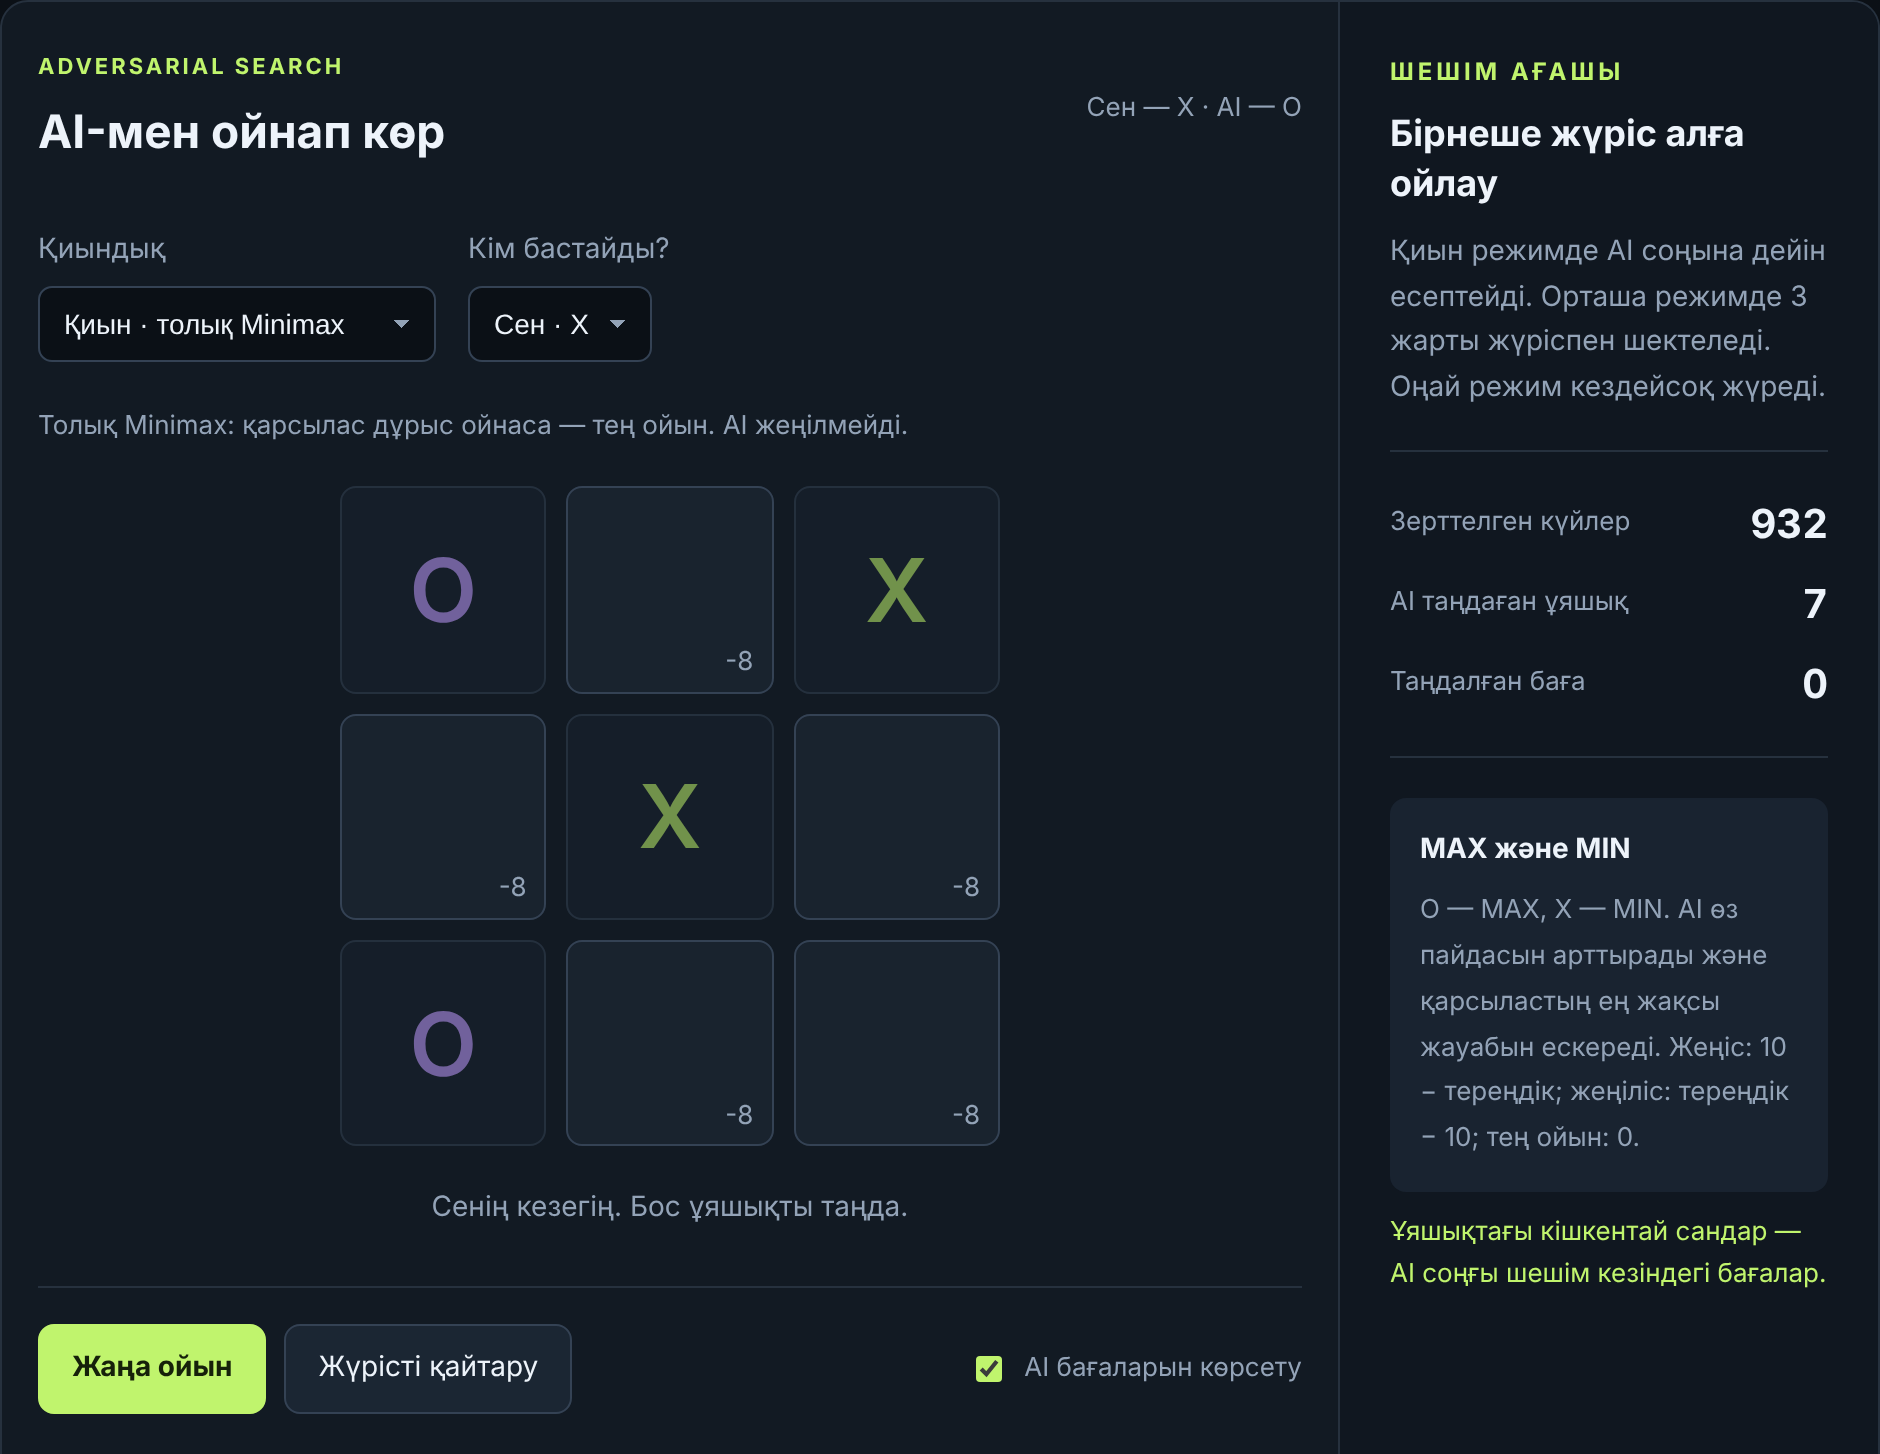 ADVERSARIAL SEARCH
AI-мен ойнап көр
Сен — X · AI — O
Қиындық
Кім бастайды?
Қиын · толық Minimax
Сен · X
Толық Minimax: қарсылас дұрыс ойнаса — тең ойын. AI жеңілмейді.
O
-8
X
-8
X
-8
O
-8
-8
Сенің кезегің. Бос ұяшықты таңда.
Жаңа ойын
Жүрісті қайтару
AI бағаларын көрсету
ШЕШІМ АҒАШЫ
Бірнеше жүріс алға
ойлау
Қиын режимде AI соңына дейін
есептейді. Орташа режимде 3
жарты жүріспен шектеледі.
Оңай режим кездейсоқ жүреді.
Зерттелген күйлер 932
AI таңдаған ұяшық 7
Таңдалған баға 0
MAX және MIN
O — MAX, X — MIN. AI өз
пайдасын арттырады және
қарсыластың ең жақсы
жауабын ескереді. Жеңіс: 10
− тереңдік; жеңіліс: тереңдік
− 10; тең ойын: 0.
Ұяшықтағы кішкентай сандар —
AI соңғы шешім кезіндегі бағалар.